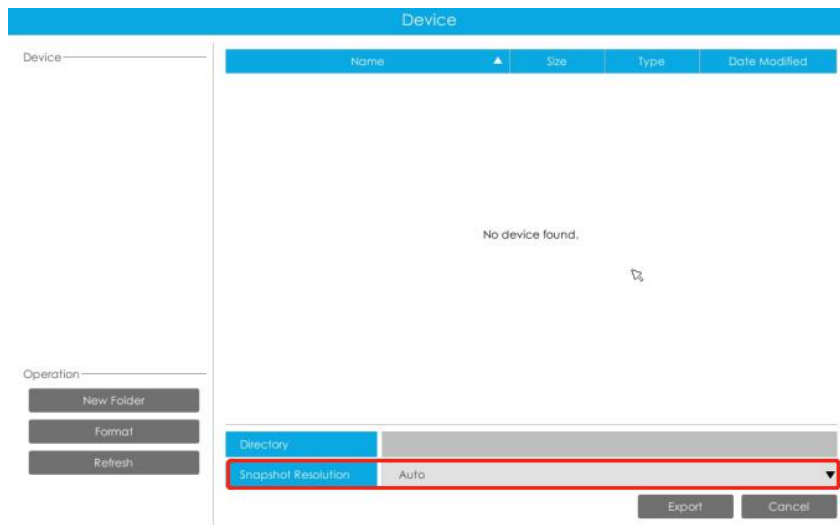 Device
Device
Name Size Type Date Modified
No device found.
Operation
New Folder
Format
Refresh
Directory
Snapshot Resolution Auto
Export Cancel